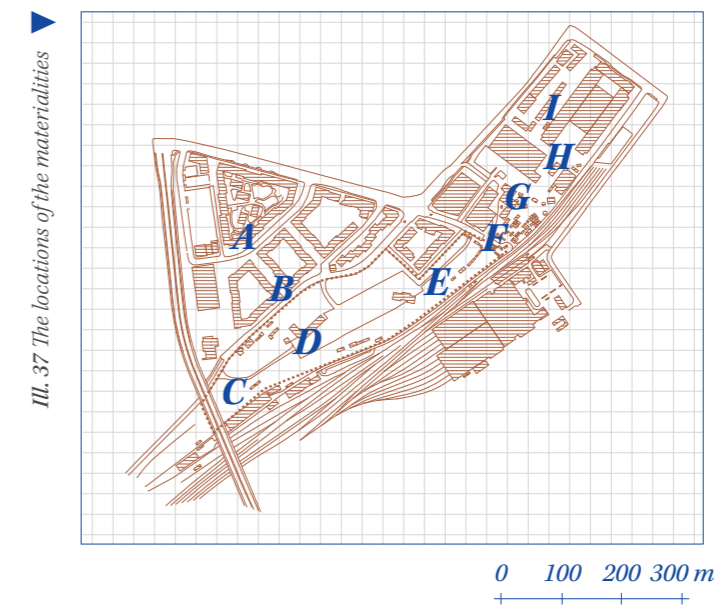 Ill. 37 The locations of the materialities
I
H
G
A
F
B
E
D
C
0 100 200 300 m